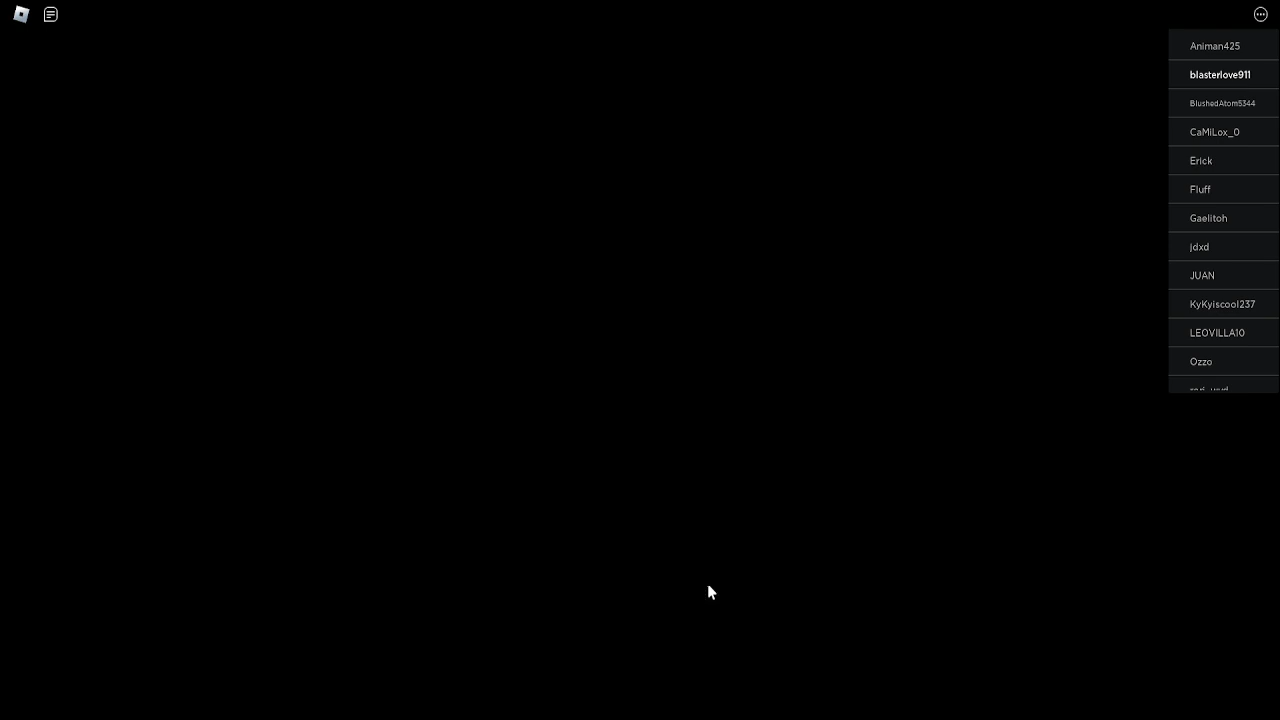 Animan425
blasterlove911
BlushedAtom5344
CaMiLox_0
Erick
Fluff
Gaelitoh
jdxd
JUAN
KyKyiscool237
LEOVILLA10
Ozzo